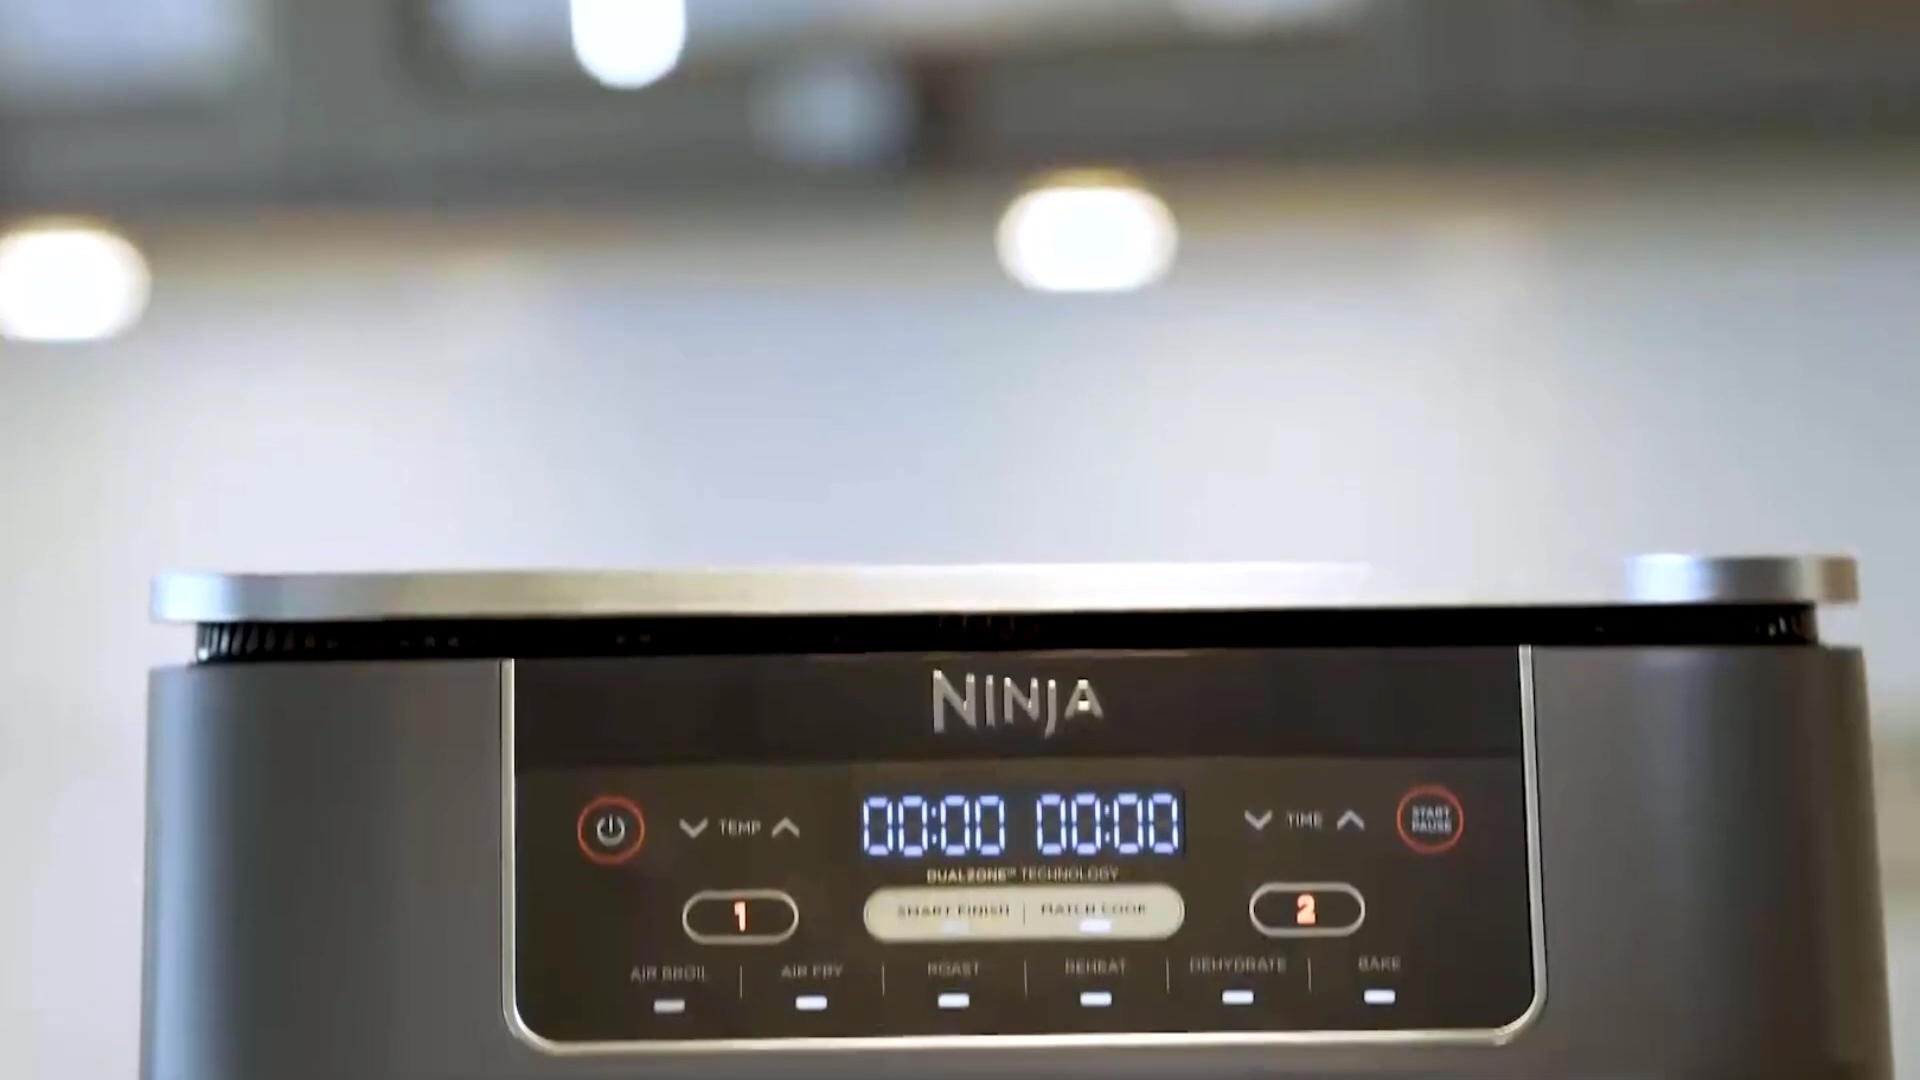 NINJA
TEMP
00:00 00:00
TIME
START
PAUSE
DUALZONE™ TECHNOLOGY
1
SMART FINISH
MATCH COOK
2
AIR BROIL
AIR FRY
ROAST
REHEAT
DEHYDRATE
BAKE